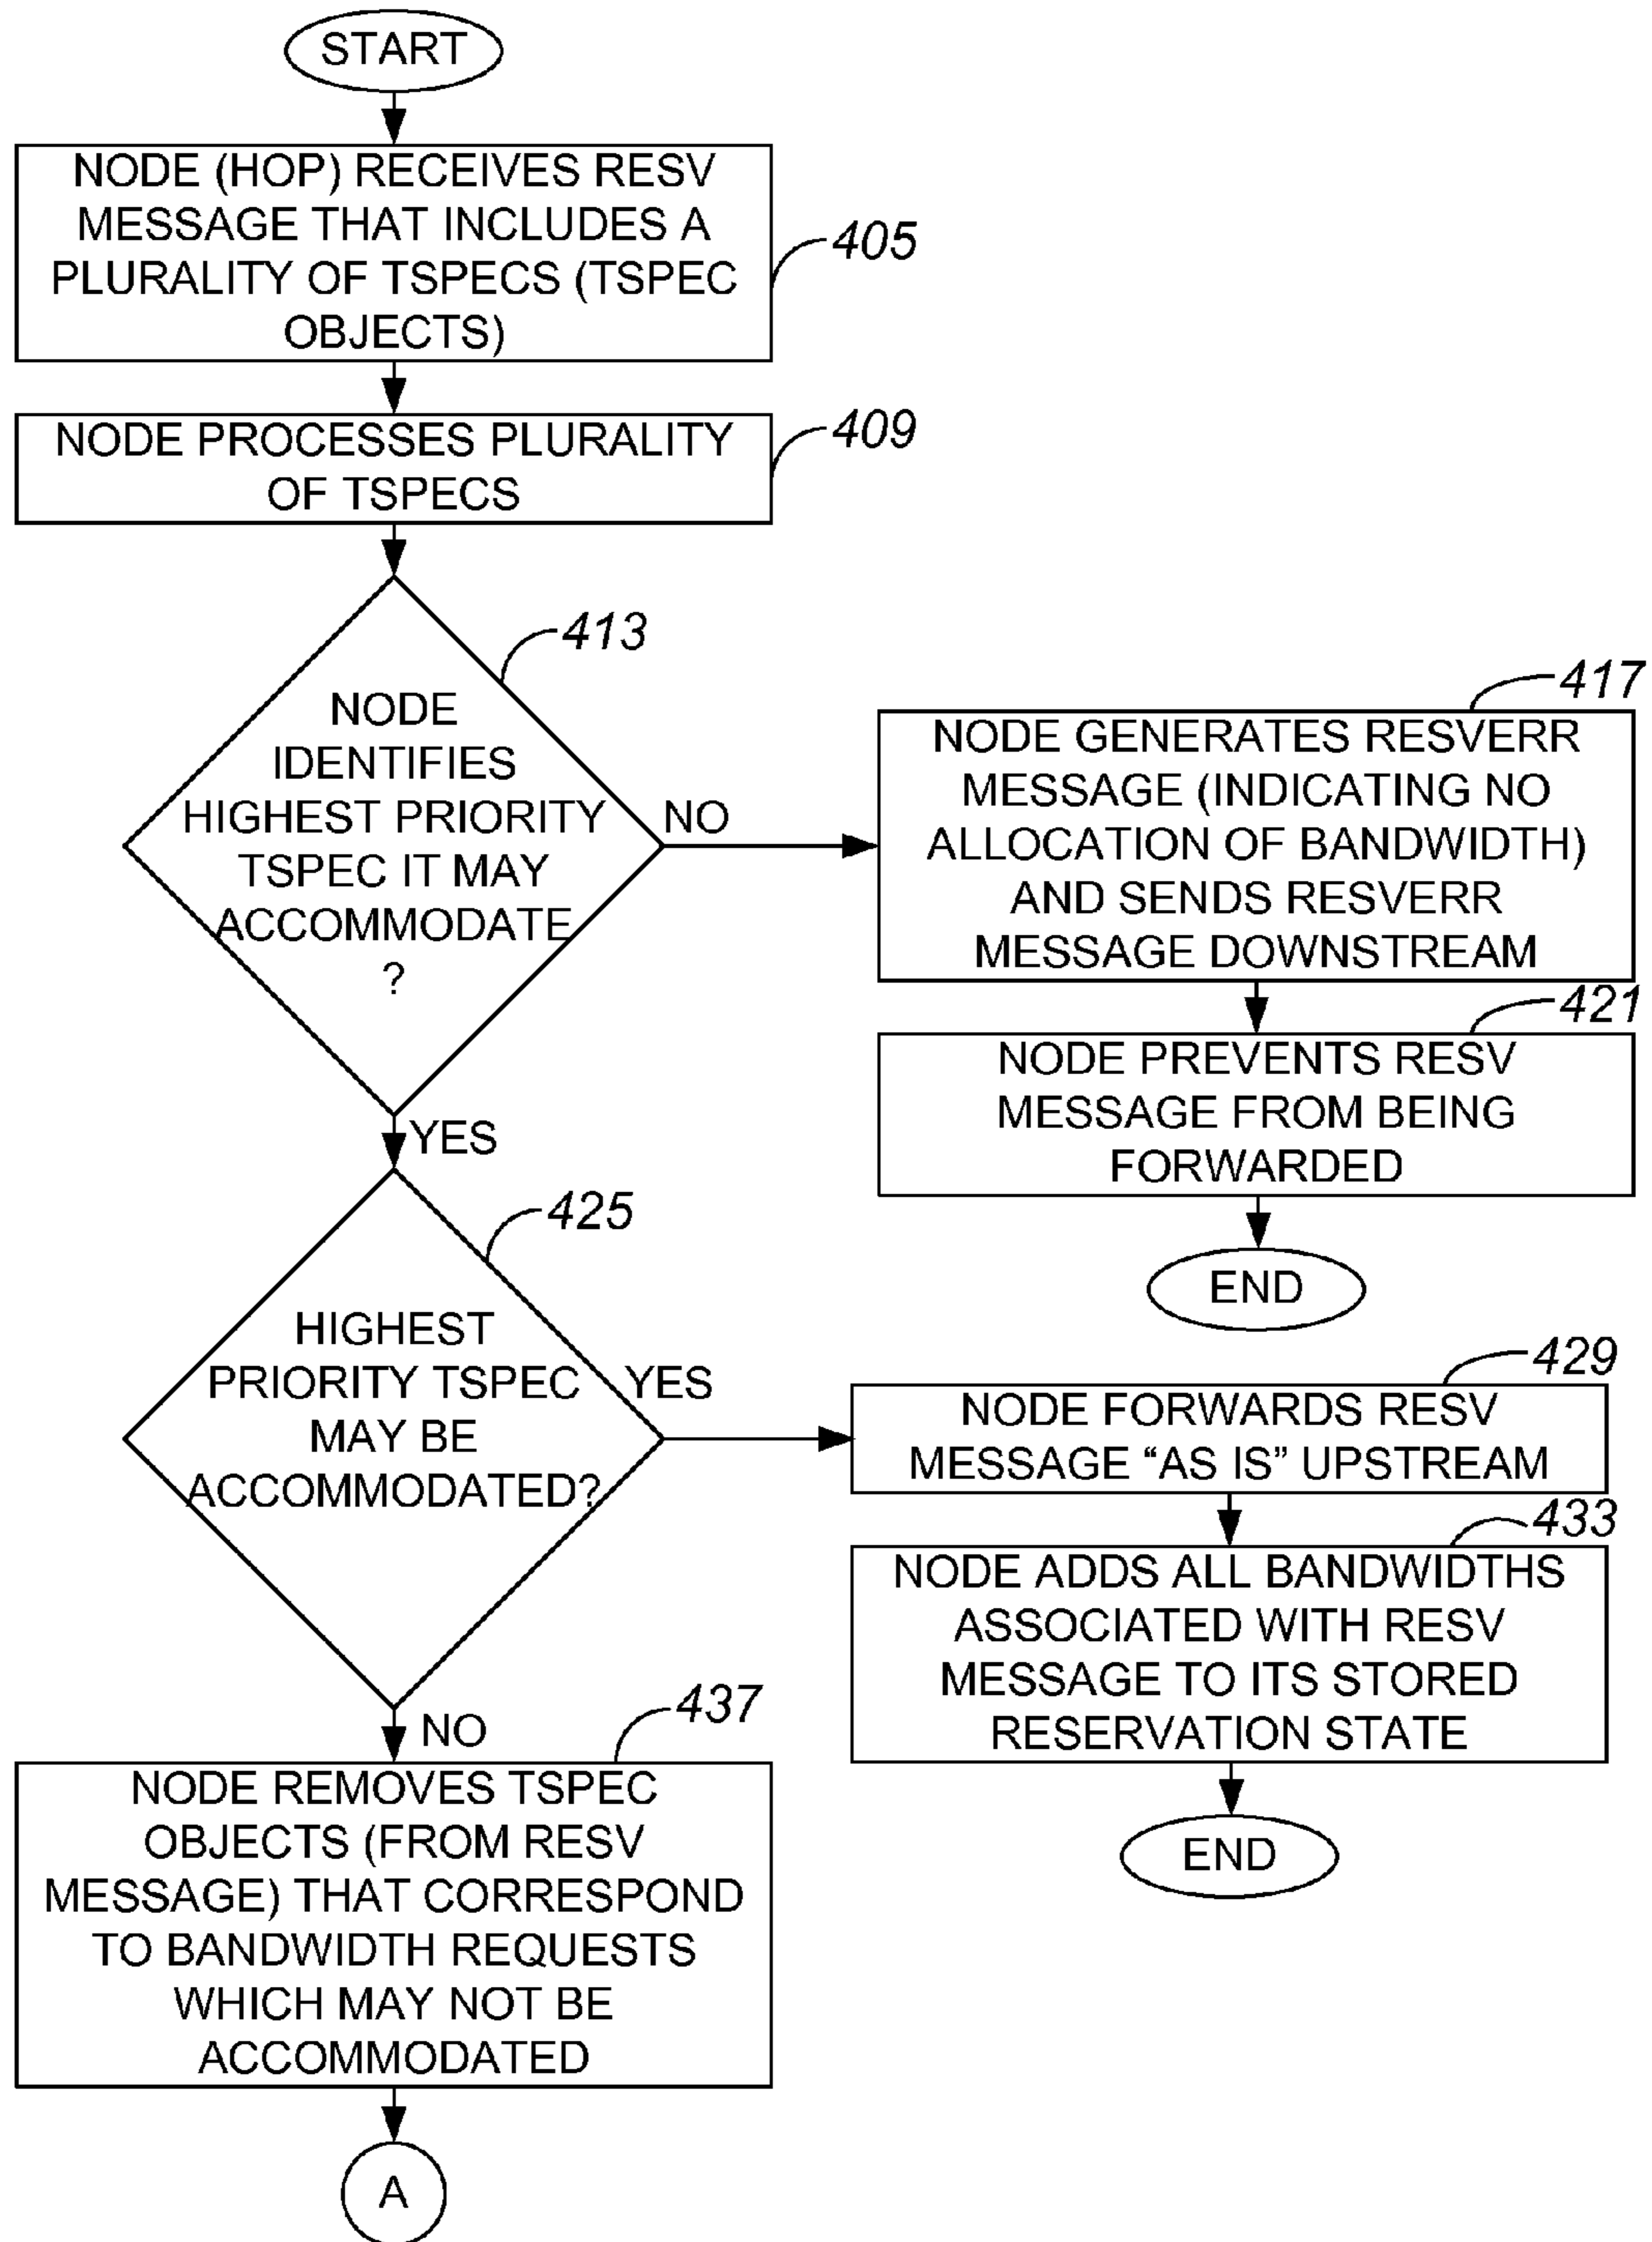 START
NODE (HOP) RECEIVES RESV
MESSAGE THAT INCLUDES A
PLURALITY OF TSPECS (TSPEC
OBJECTS)
405
NODE PROCESSES PLURALITY
OF TSPECS
409
413
NODE
IDENTIFIES
HIGHEST PRIORITY
TSPEC IT MAY
ACCOMMODATE
?
NO
417
NODE GENERATES RESVERR
MESSAGE (INDICATING NO
ALLOCATION OF BANDWIDTH)
AND SENDS RESVERR
MESSAGE DOWNSTREAM
421
NODE PREVENTS RESV
MESSAGE FROM BEING
FORWARDED
END
YES
425
HIGHEST
PRIORITY TSPEC
MAY BE
ACCOMMODATED?
YES
429
NODE FORWARDS RESV
MESSAGE “AS IS” UPSTREAM
433
NODE ADDS ALL BANDWIDTHS
ASSOCIATED WITH RESV
MESSAGE TO ITS STORED
RESERVATION STATE
END
NO
437
NODE REMOVES TSPEC
OBJECTS (FROM RESV
MESSAGE) THAT CORRESPOND
TO BANDWIDTH REQUESTS
WHICH MAY NOT BE
ACCOMMODATED
A